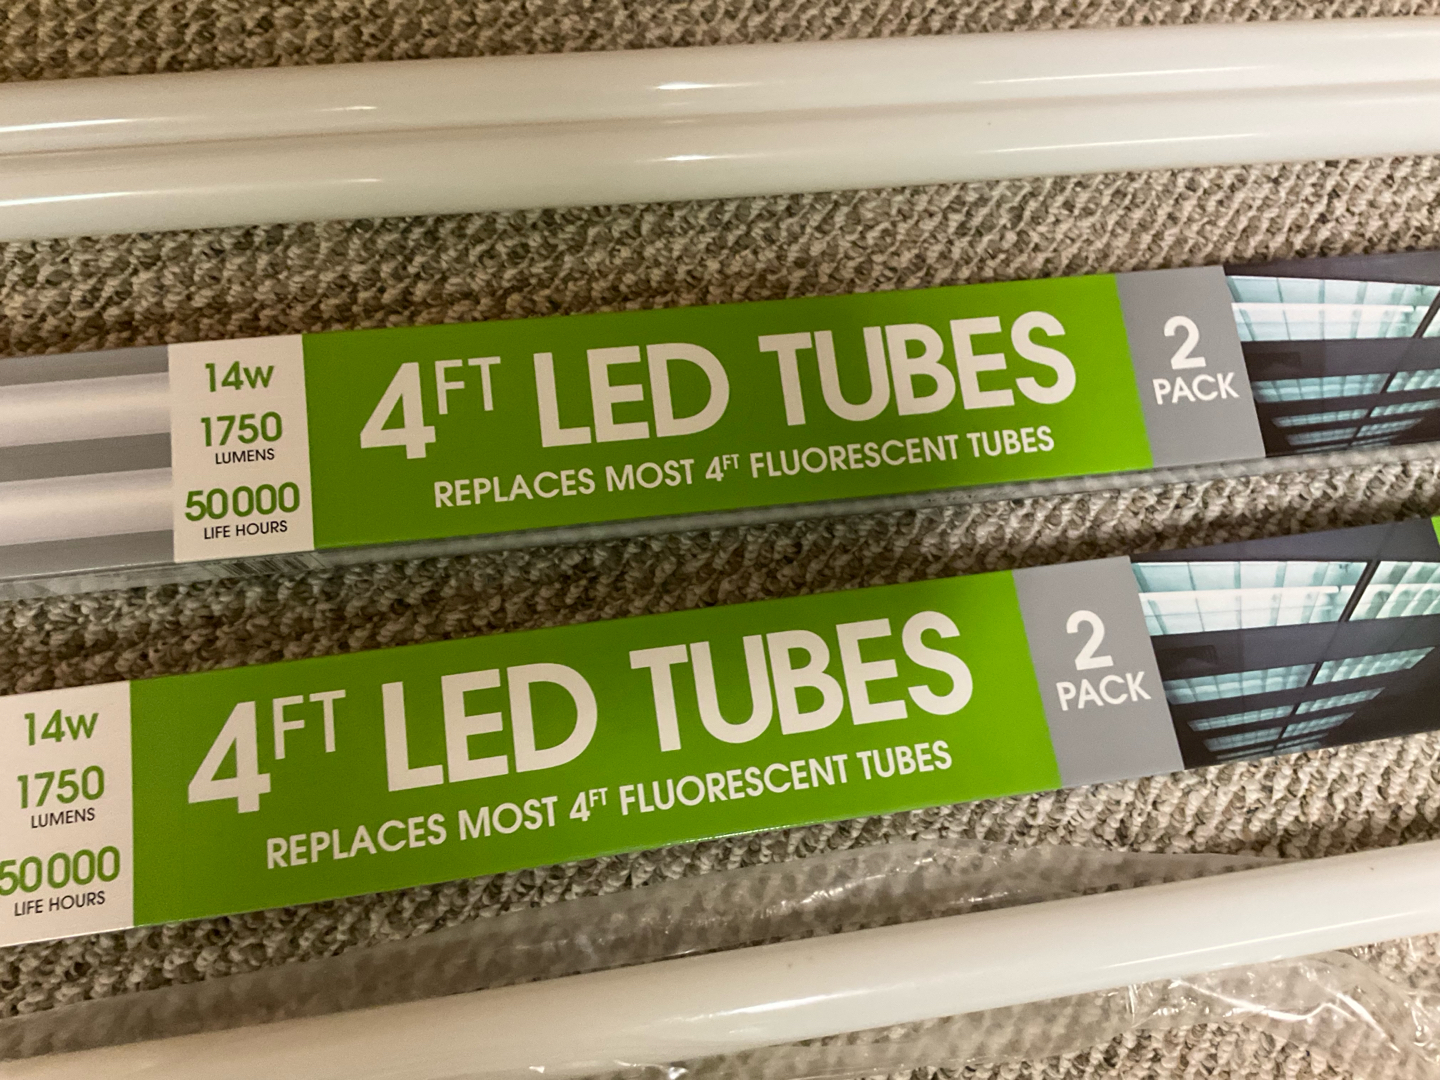 14w
1750
LUMENS
50000
LIFE HOURS
4FT LED TUBES
REPLACES MOST 4FT FLUORESCENT TUBES
2
PACK
14w
1750
LUMENS
50000
LIFE HOURS
4FT LED TUBES
REPLACES MOST 4FT FLUORESCENT TUBES
2
PACK